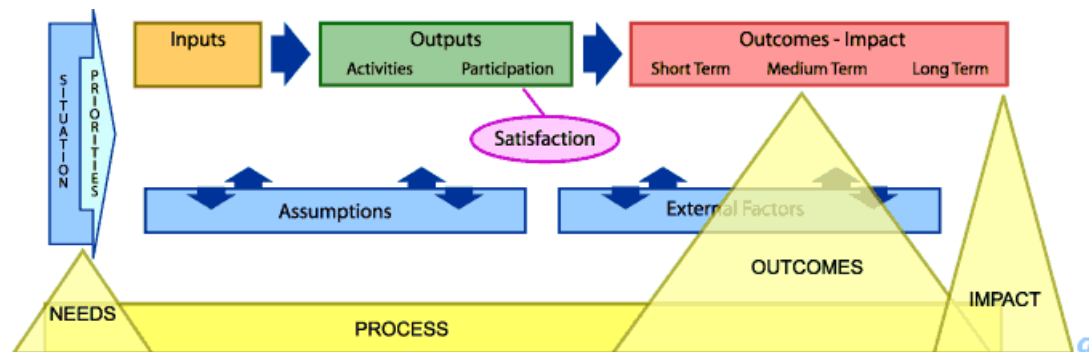 SITUATION
PRIORITIES
Inputs
Outputs
Activities Participation
Outcomes - Impact
Short Term Medium Term Long Term
Satisfaction
Assumptions
External Factors
NEEDS
PROCESS
OUTCOMES
IMPACT